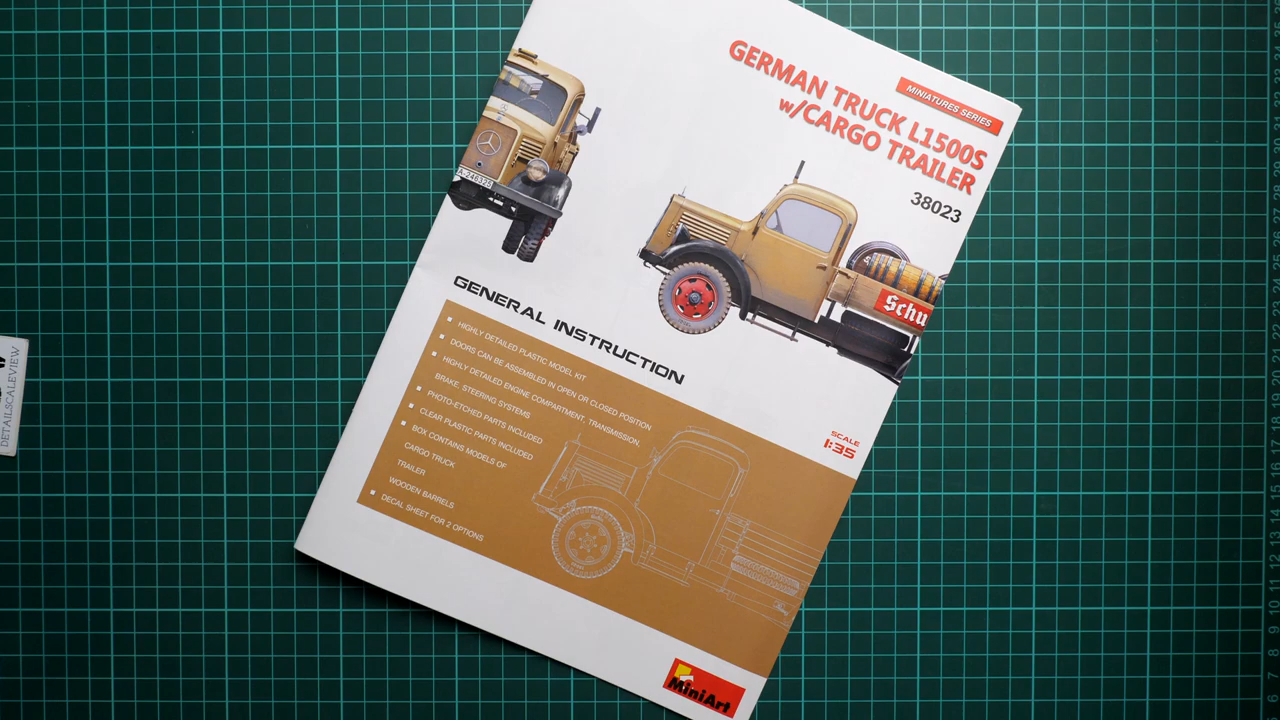 MINIATURES SERIES
GERMAN TRUCK L1500S
w/CARGO TRAILER
38023
A-248325
Schu
GENERAL INSTRUCTION
HIGHLY DETAILED PLASTIC MODEL KIT
DOORS CAN BE ASSEMBLED IN OPEN OR CLOSED POSITION
HIGHLY DETAILED ENGINE COMPARTMENT, TRANSMISSION,
BRAKE, STEERING SYSTEMS
PHOTO-ETCHED PARTS INCLUDED
CLEAR PLASTIC PARTS INCLUDED
BOX CONTAINS MODELS OF
CARGO TRUCK
TRAILER
WOODEN BARRELS
DECAL SHEET FOR 2 OPTIONS
SCALE
1:35
MiniArt
DETAILSCALEVIEW